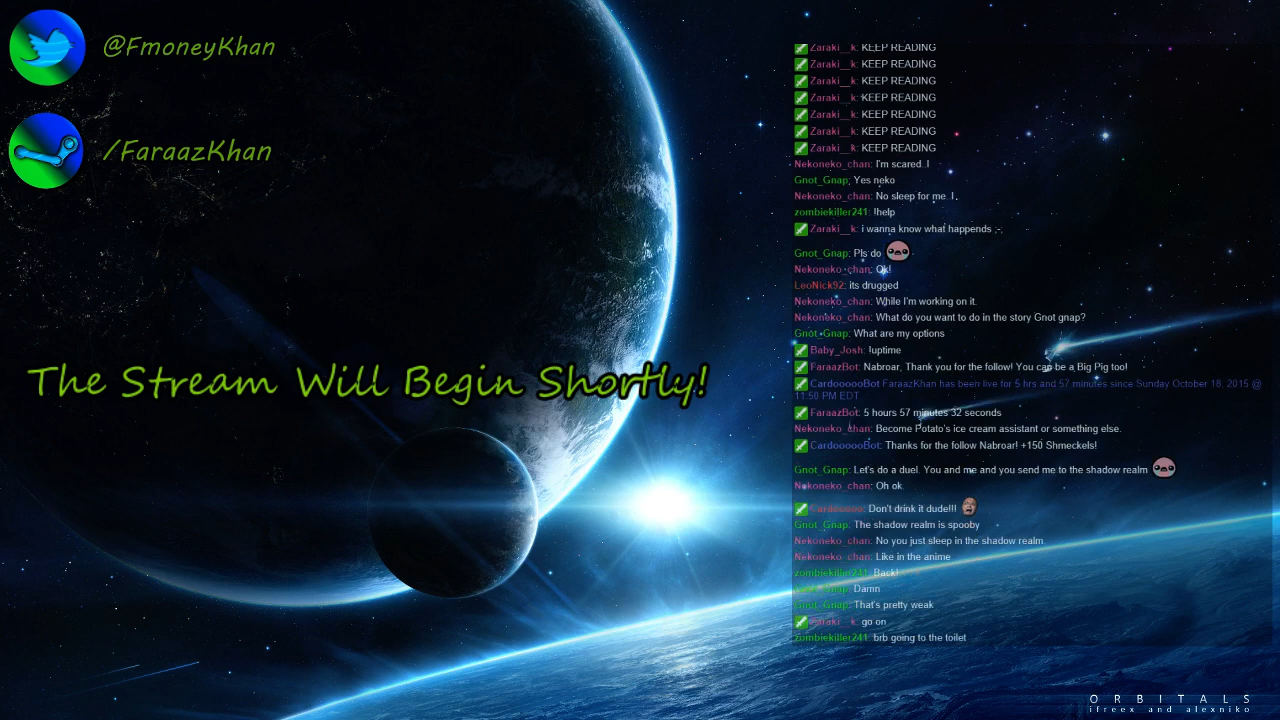 @FmoneyKhan
/FaraazKhan
The Stream Will Begin Shortly!
Zaraki__k: KEEP READING
Zaraki__k: KEEP READING
Zaraki__k: KEEP READING
Zaraki__k: KEEP READING
Zaraki__k: KEEP READING
Zaraki__k: KEEP READING
Zaraki__k: KEEP READING
Nekoneko_chan: I'm scared. I
Gnot_Gnap: Yes neko
Nekoneko_chan: No sleep for me. I.
zombiekiller241: !help
Zaraki__k: i wanna know what happends ;-;
Gnot_Gnap: Pls do
Nekoneko_chan: Ok!
LeoNick92: its drugged
Nekoneko_chan: While I'm working on it.
Nekoneko_chan: What do you want to do in the story Gnot gnap?
Gnot_Gnap: What are my options
Baby_Josh: !uptime
FaraazBot: Nabroar, Thank you for the follow! You can be a Big Pig too!
CardoooooBot FaraazKhan has been live for 5 hrs and 57 minutes since Sunday October 18, 2015 @
11:50 PM EDT
FaraazBot: 5 hours 57 minutes 32 seconds
Nekoneko_chan: Become Potato's ice cream assistant or something else.
CardoooooBot: Thanks for the follow Nabroar! +150 Shmeckels!
Gnot_Gnap: Let's do a duel. You and me and you send me to the shadow realm
Nekoneko_chan: Oh ok.
Cardooooo: Don't drink it dude!!!
Gnot_Gnap: The shadow realm is spooby
Nekoneko_chan: No you just sleep in the shadow realm
Nekoneko_chan: Like in the anime
zombiekiller241: Back!
Gnot_Gnap: Damn
Gnot_Gnap: That's pretty weak
Zaraki__k: go on
zombiekiller241: brb going to the toilet
ORBITALS
ifreex and alexniko